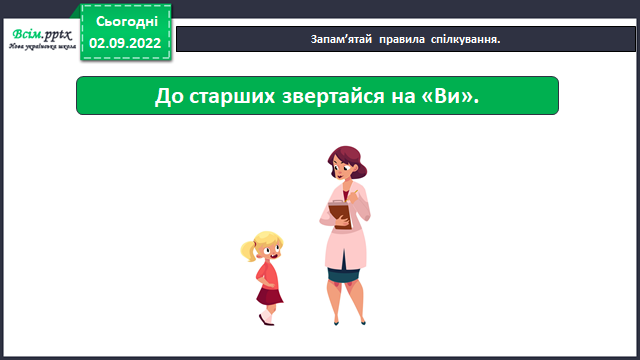 Всім.pptx
Нова українська школа
Сьогодні
02.09.2022
Запам’ятай правила спілкування.
До старших звертайся на «Ви».